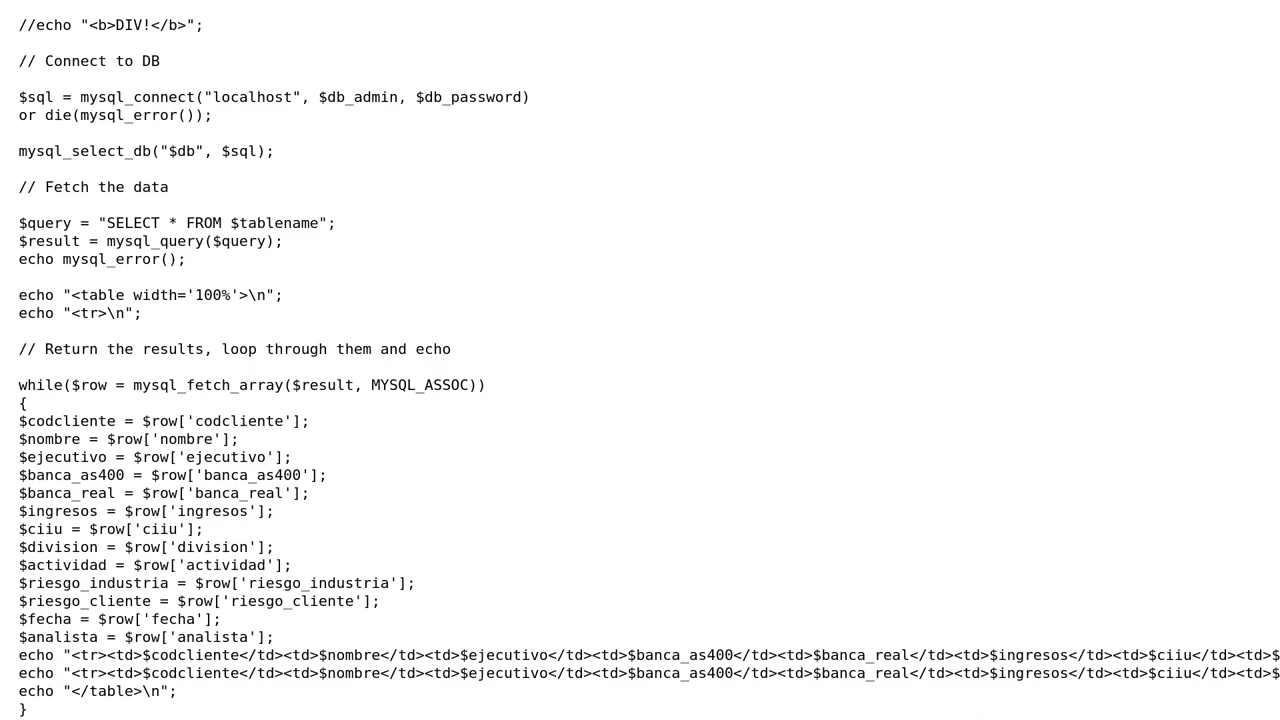 //echo "<b>DIV!</b>";
// Connect to DB
$sql = mysql_connect("localhost", $db_admin, $db_password)
or die(mysql_error());
mysql_select_db("$db", $sql);
// Fetch the data
$query = "SELECT * FROM $tablename";
$result = mysql_query($query);
echo mysql_error();
echo "<table width='100%'>\n";
echo "<tr>\n";
// Return the results, loop through them and echo
while($row = mysql_fetch_array($result, MYSQL_ASSOC))
{
$codcliente = $row['codcliente'];
$nombre = $row['nombre'];
$ejecutivo = $row['ejecutivo'];
$banca_as400 = $row['banca_as400'];
$banca_real = $row['banca_real'];
$ingresos = $row['ingresos'];
$ciiu = $row['ciiu'];
$division = $row['division'];
$actividad = $row['actividad'];
$riesgo_industria = $row['riesgo_industria'];
$riesgo_cliente = $row['riesgo_cliente'];
$fecha = $row['fecha'];
$analista = $row['analista'];
echo "<tr><td>$codcliente</td><td>$nombre</td><td>$ejecutivo</td><td>$banca_as400</td><td>$banca_real</td><td>$ingresos</td><td>$ciiu</td><td>$
echo "<tr><td>$codcliente</td><td>$nombre</td><td>$ejecutivo</td><td>$banca_as400</td><td>$banca_real</td><td>$ingresos</td><td>$ciiu</td><td>$
echo "</table>\n";
}